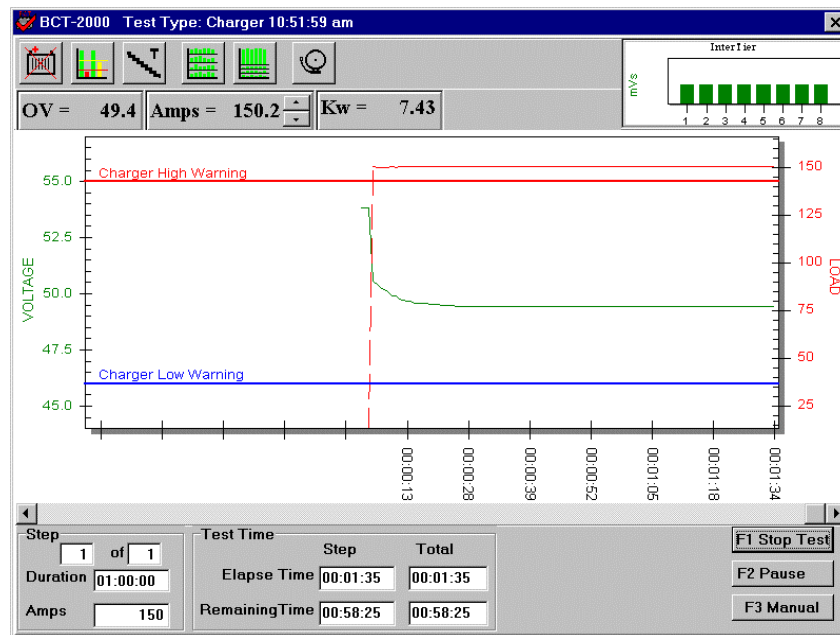 BCT-2000 Test Type: Charger 10:51:59 am
InterTier
mVs
1 2 3 4 5 6 7 8
OV = 49.4 Amps = 150.2 Kw = 7.43
Charger High Warning
Charger Low Warning
VOLTAGE
55.0
52.5
50.0
47.5
45.0
LOAD
150
125
100
75
50
25
00:00:13 00:00:28 00:00:39 00:00:52 00:01:05 00:01:18 00:01:34
Step
1 of 1
Duration 01:00:00
Amps 150
Test Time
Step Total
Elapse Time 00:01:35 00:01:35
RemainingTime 00:58:25 00:58:25
F1 Stop Test
F2 Pause
F3 Manual